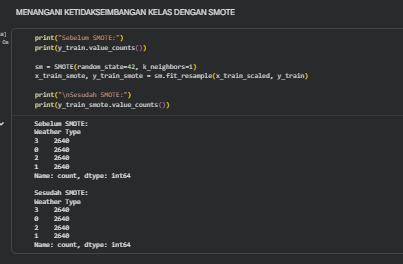 MENANGANI KETIDAKSEIMBANGAN KELAS DENGAN SMOTE
0s
print("Sebelum SMOTE:")
print(y_train.value_counts())
sm = SMOTE(random_state=42, k_neighbors=1)
x_train_smote, y_train_smote = sm.fit_resample(x_train_scaled, y_train)
print("\nSesudah SMOTE:")
print(y_train_smote.value_counts())
Sebelum SMOTE:
Weather Type
3 2640
0 2640
2 2640
1 2640
Name: count, dtype: int64
Sesudah SMOTE:
Weather Type
3 2640
0 2640
2 2640
1 2640
Name: count, dtype: int64